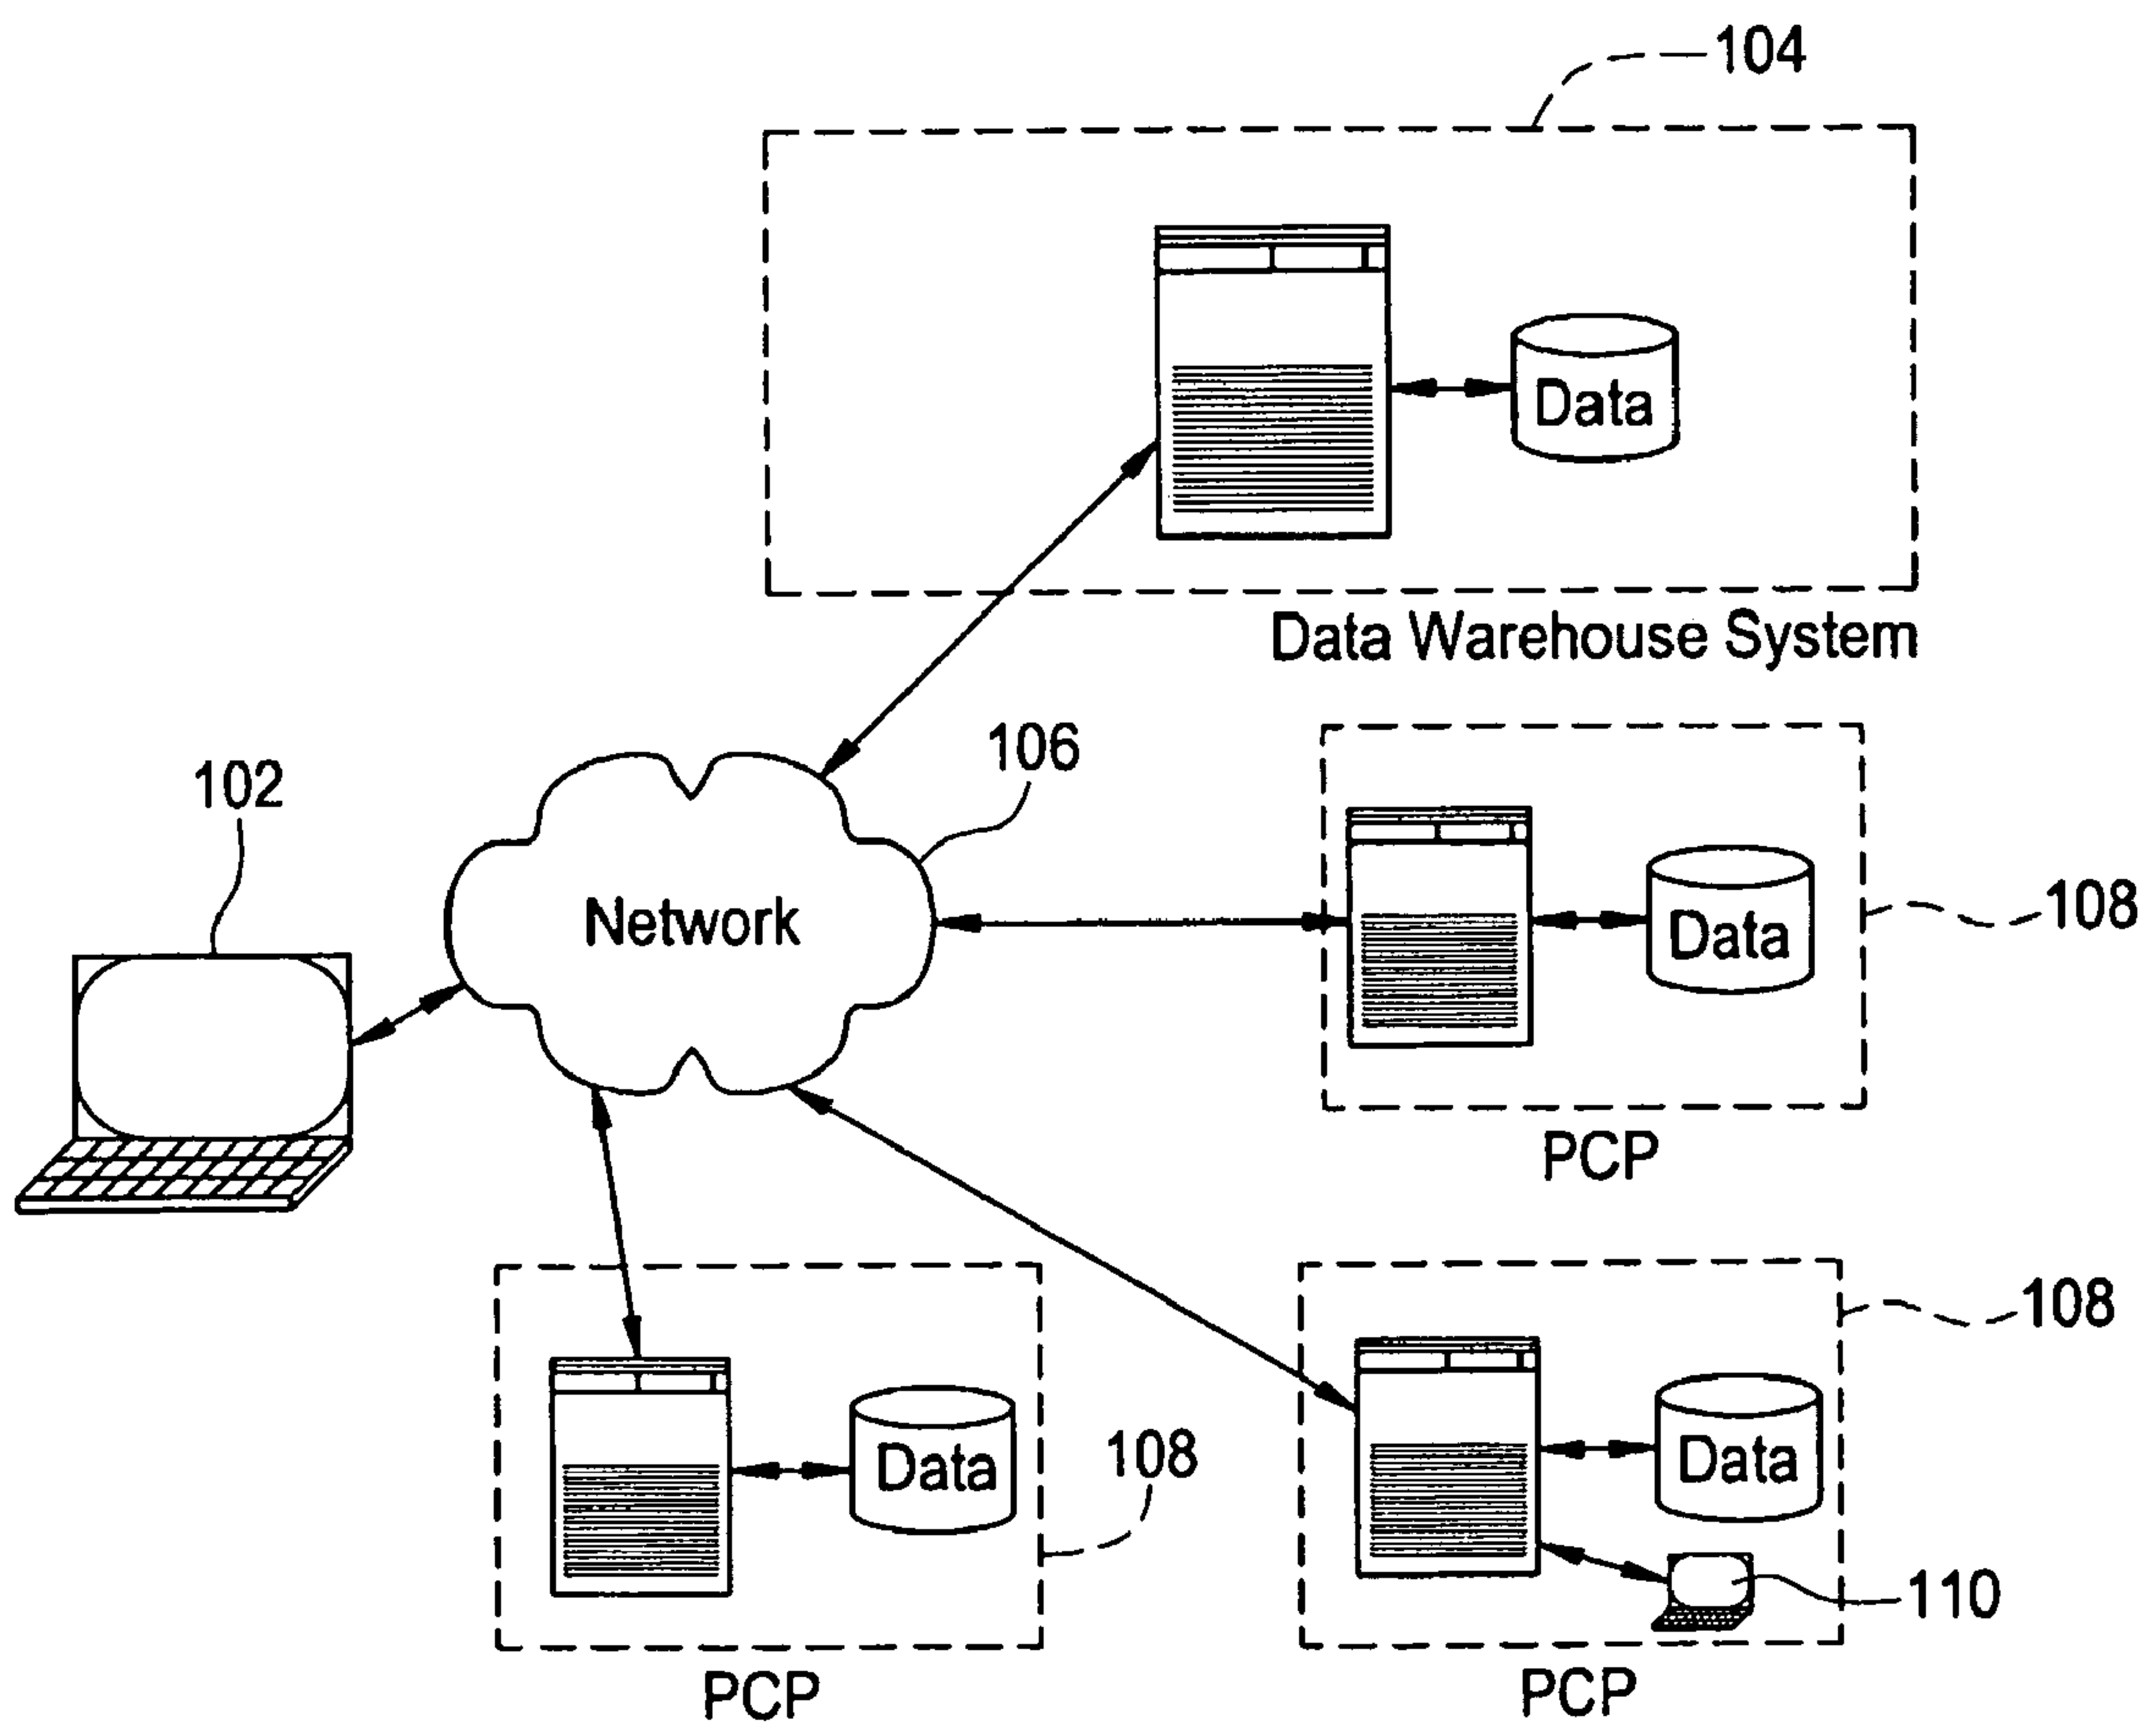 104
Data
Data Warehouse System
106
102
Network
Data
108
PCP
108
Data
108
Data
110
PCP
PCP